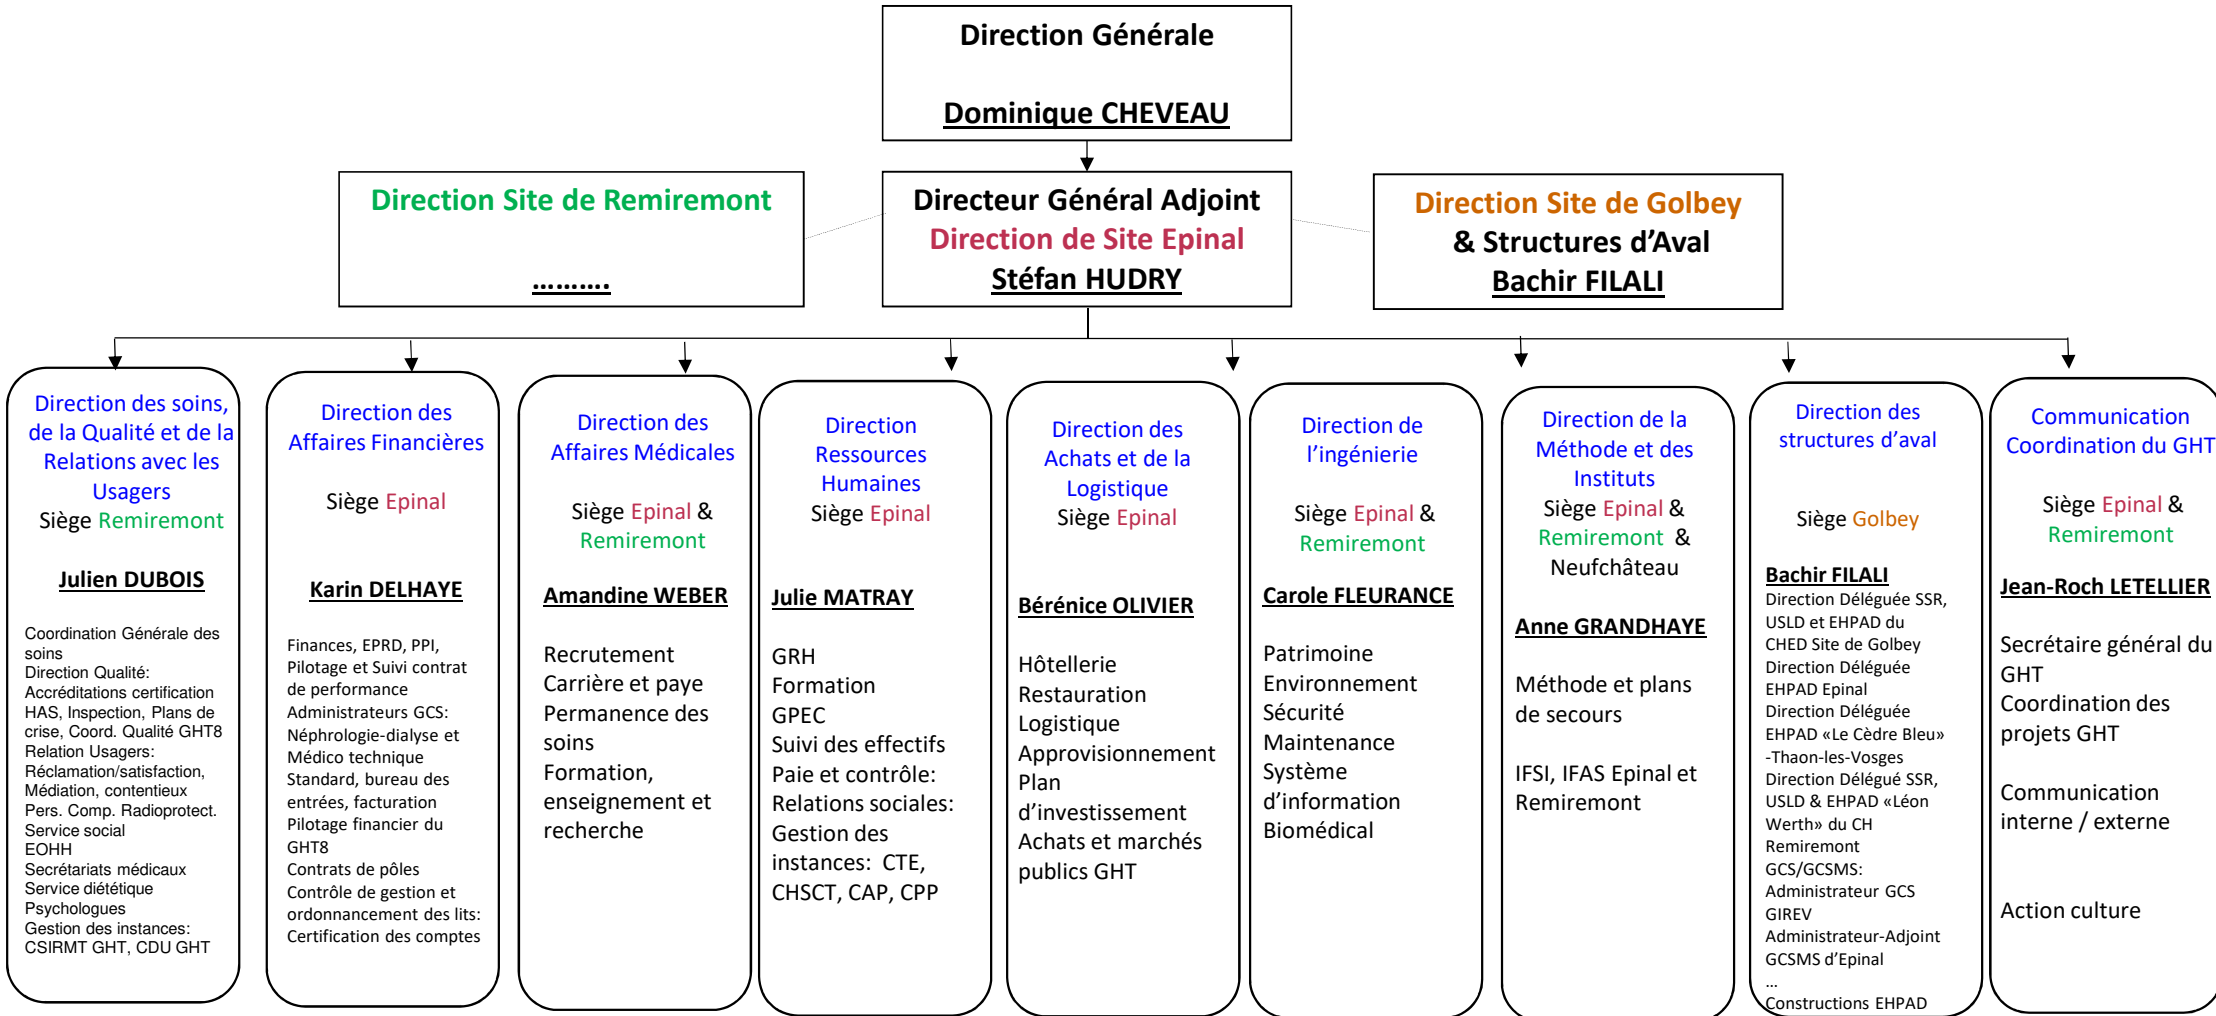 Direction Générale
Dominique CHEVEAU
Direction Site de Remiremont
……….
Directeur Général Adjoint
Direction de Site Epinal
Stéfan HUDRY
Direction Site de Golbey
& Structures d’Aval
Bachir FILALI
Direction des soins,
de la Qualité et de la
Relations avec les
Usagers
Siège Remiremont
Julien DUBOIS
Coordination Générale des
soins
Direction Qualité:
Accréditations certification
HAS, Inspection, Plans de
crise, Coord. Qualité GHT8
Relation Usagers:
Réclamation/satisfaction,
Médiation, contentieux
Pers. Comp. Radioprotect.
Service social
EOHH
Secrétariats médicaux
Service diététique
Psychologues
Gestion des instances:
CSIRMT GHT, CDU GHT
Direction des
Affaires Financières
Siège Epinal
Karin DELHAYE
Finances, EPRD, PPI,
Pilotage et Suivi contrat
de performance
Administrateurs GCS:
Néphrologie-dialyse et
Médico technique
Standard, bureau des
entrées, facturation
Pilotage financier du
GHT8
Contrats de pôles
Contrôle de gestion et
ordonnancement des lits:
Certification des comptes
Direction des
Affaires Médicales
Siège Epinal &
Remiremont
Amandine WEBER
Recrutement
Carrière et paye
Permanence des
soins
Formation,
enseignement et
recherche
Direction
Ressources
Humaines
Siège Epinal
Julie MATRAY
GRH
Formation
GPEC
Suivi des effectifs
Paie et contrôle:
Relations sociales:
Gestion des
instances: CTE,
CHSCT, CAP, CPP
Direction des
Achats et de la
Logistique
Siège Epinal
Bérénice OLIVIER
Hôtellerie
Restauration
Logistique
Approvisionnement
Plan
d’investissement
Achats et marchés
publics GHT
Direction de
l’ingénierie
Siège Epinal &
Remiremont
Carole FLEURANCE
Patrimoine
Environnement
Sécurité
Maintenance
Système
d’information
Biomédical
Direction de la
Méthode et des
Instituts
Siège Epinal &
Remiremont &
Neufchâteau
Anne GRANDHAYE
Méthode et plans
de secours
IFSI, IFAS Epinal et
Remiremont
Direction des
structures d’aval
Siège Golbey
Bachir FILALI
Direction Déléguée SSR,
USLD et EHPAD du
CHED Site de Golbey
Direction Déléguée
EHPAD Epinal
Direction Déléguée
EHPAD «Le Cèdre Bleu»
-Thaon-les-Vosges
Direction Délégué SSR,
USLD & EHPAD «Léon
Werth» du CH
Remiremont
GCS/GCSMS:
Administrateur GCS
GIREV
Administrateur-Adjoint
GCSMS d’Epinal
…
Constructions EHPAD
Communication
Coordination du GHT
Siège Epinal &
Remiremont
Jean-Roch LETELLIER
Secrétaire général du
GHT
Coordination des
projets GHT
Communication
interne / externe
Action culture